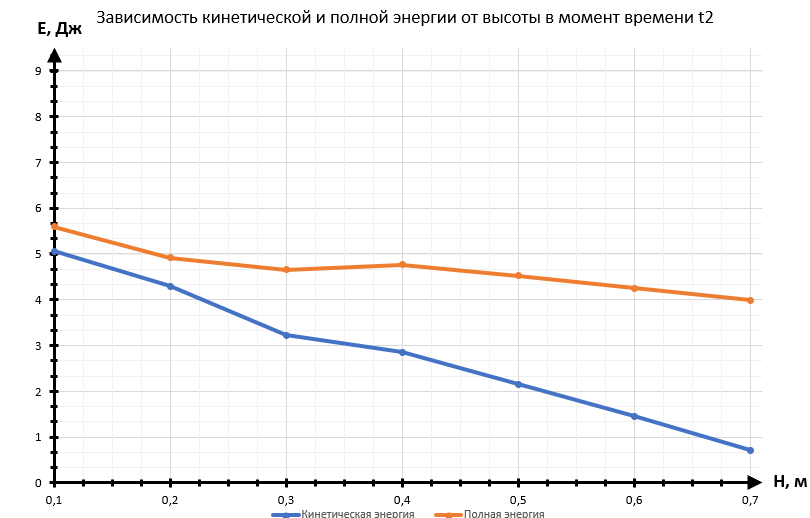 Зависимость кинетической и полной энергии от высоты в момент времени t2
E, Дж
9
8
7
6
5
4
3
2
1
0
0,1 0,2 0,3 0,4 0,5 0,6 0,7
H, м
Кинетическая энергия Полная энергия